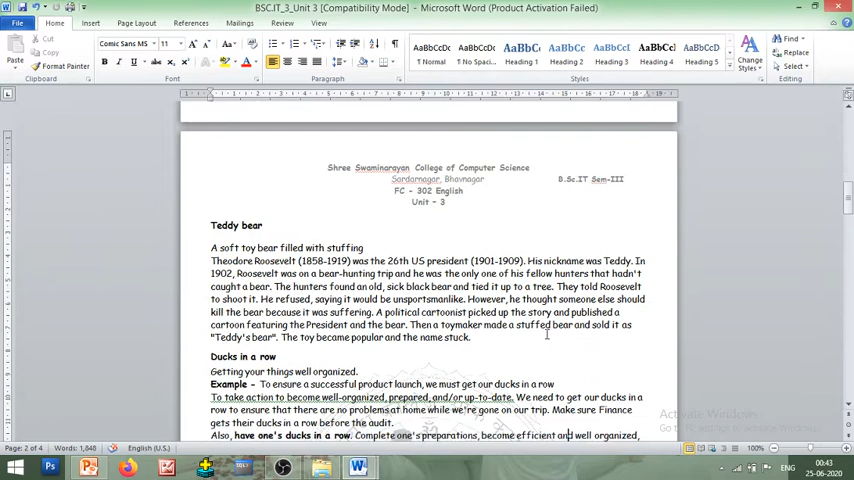 BSC.IT_3_Unit 3 [Compatibility Mode] - Microsoft Word (Product Activation Failed)
File Home Insert Page Layout References Mailings Review View
Cut
Copy
Format Painter
Paste
Clipboard
Comic Sans MS 11
Font
Paragraph
AaBbCcDc AaBbCcDc AaBbC AaBbCc AaBbCc AaBbCc AaBbCcD
¶ Normal ¶ No Spaci... Heading 1 Heading 2 Heading 3 Heading 4 Heading 5
Change Styles
Styles
Find
Replace
Select
Editing
Shree Swaminarayan College of Computer Science
Sardarnagar, Bhavnagar B.Sc.IT Sem-III
FC - 302 English
Unit - 3
Teddy bear
A soft toy bear filled with stuffing
Theodore Roosevelt (1858-1919) was the 26th US president (1901-1909). His nickname was Teddy. In
1902, Roosevelt was on a bear-hunting trip and he was the only one of his fellow hunters that hadn't
caught a bear. The hunters found an old, sick black bear and tied it up to a tree. They told Roosevelt
to shoot it. He refused, saying it would be unsportsmanlike. However, he thought someone else should
kill the bear because it was suffering. A political cartoonist picked up the story and published a
cartoon featuring the President and the bear. Then a toymaker made a stuffed bear and sold it as
"Teddy's bear". The toy became popular and the name stuck.
Ducks in a row
Getting your things well organized.
Example - To ensure a successful product launch, we must get our ducks in a row
To take action to become well-organized, prepared, and/or up-to-date. We need to get our ducks in a
row to ensure that there are no problems at home while we're gone on our trip. Make sure Finance
gets their ducks in a row before the audit.
Also, have one's ducks in a row. Complete one's preparations, become efficient and well organized,
Activate Windows
Page: 2 of 4 Words: 1,848 English (U.S.) 100%
Ps
SQL
W
ENG
00:43
25-06-2020